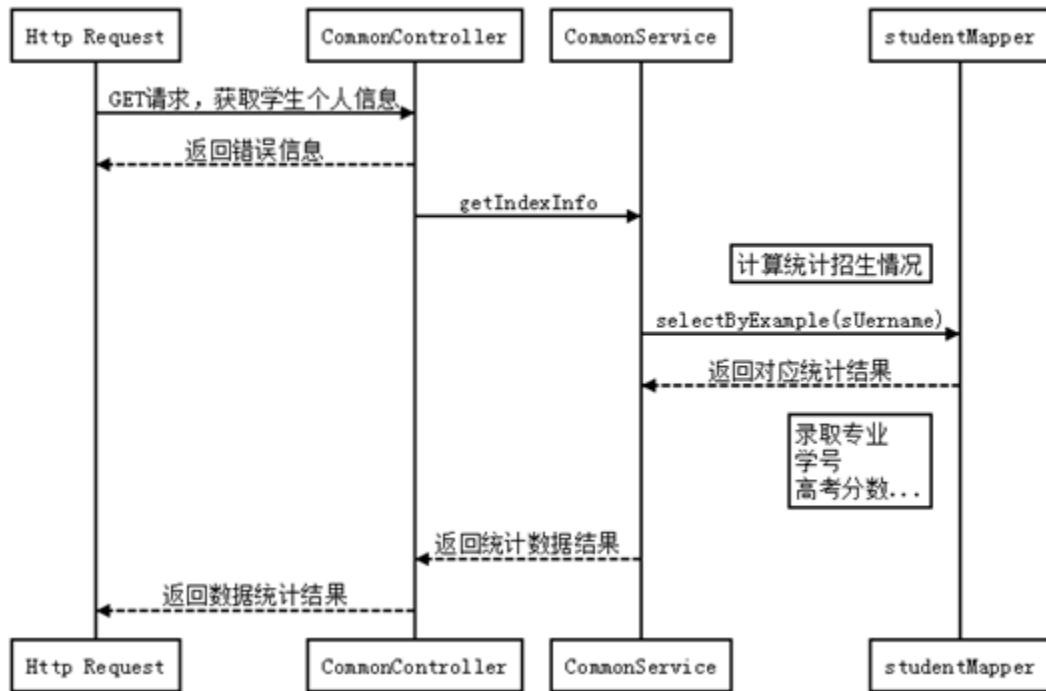 Http Request
CommonController
CommonService
studentMapper
GET请求，获取学生个人信息
返回错误信息
getIndexInfo
计算统计招生情况
selectByExample(sUername)
返回对应统计结果
录取专业
学号
高考分数...
返回统计数据结果
返回数据统计结果
Http Request
CommonController
CommonService
studentMapper